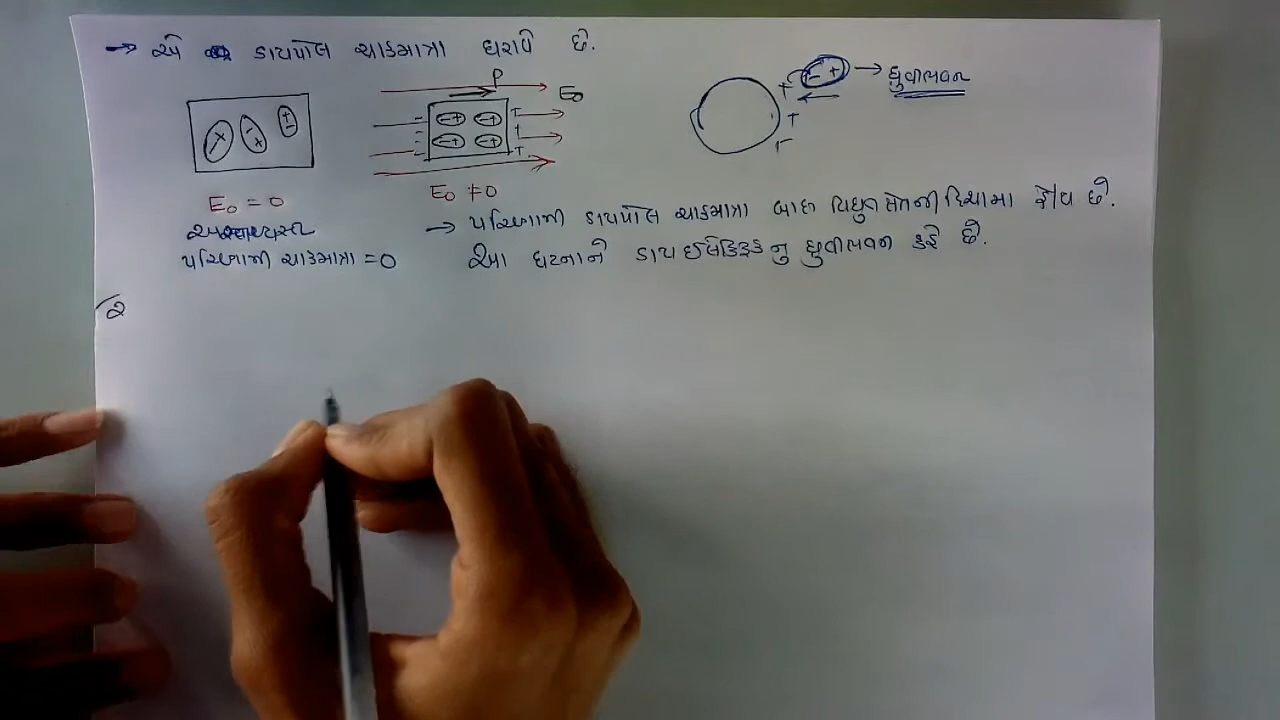 → એ ડાયપોલ ચાકમાત્રા ધરાવે છે.
P
E₀
- + → ધ્રુવીભવન
+
+
+
E₀ = 0
E₀ ≠ 0
પરિણામી ચાકમાત્રા = 0
→ પરિણામી ડાયપોલ ચાકમાત્રા બાહ્ય વિદ્યુતક્ષેત્રની દિશામા હોય છે.
આ ઘટનાને ડાયઇલેક્ટ્રિકનુ ધ્રુવીભવન કહે છે.
2